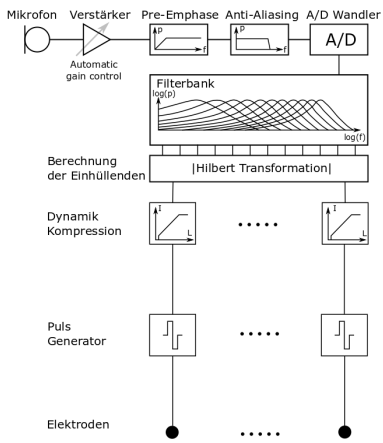 Mikrofon Verstärker Pre-Emphase Anti-Aliasing A/D Wandler
p
f
p
f
A/D
Automatic
gain control
Filterbank
log(p)
log(f)
Berechnung
der Einhüllenden
|Hilbert Transformation|
Dynamik
Kompression
I
L
I
L
Puls
Generator
Elektroden